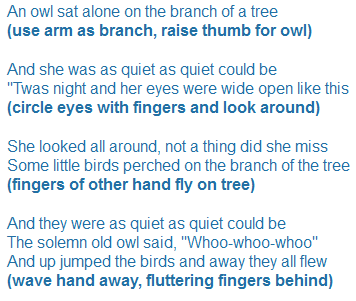 An owl sat alone on the branch of a tree
(use arm as branch, raise thumb for owl)
And she was as quiet as quiet could be
"Twas night and her eyes were wide open like this
(circle eyes with fingers and look around)
She looked all around, not a thing did she miss
Some little birds perched on the branch of the tree
(fingers of other hand fly on tree)
And they were as quiet as quiet could be
The solemn old owl said, "Whoo-whoo-whoo"
And up jumped the birds and away they all flew
(wave hand away, fluttering fingers behind)